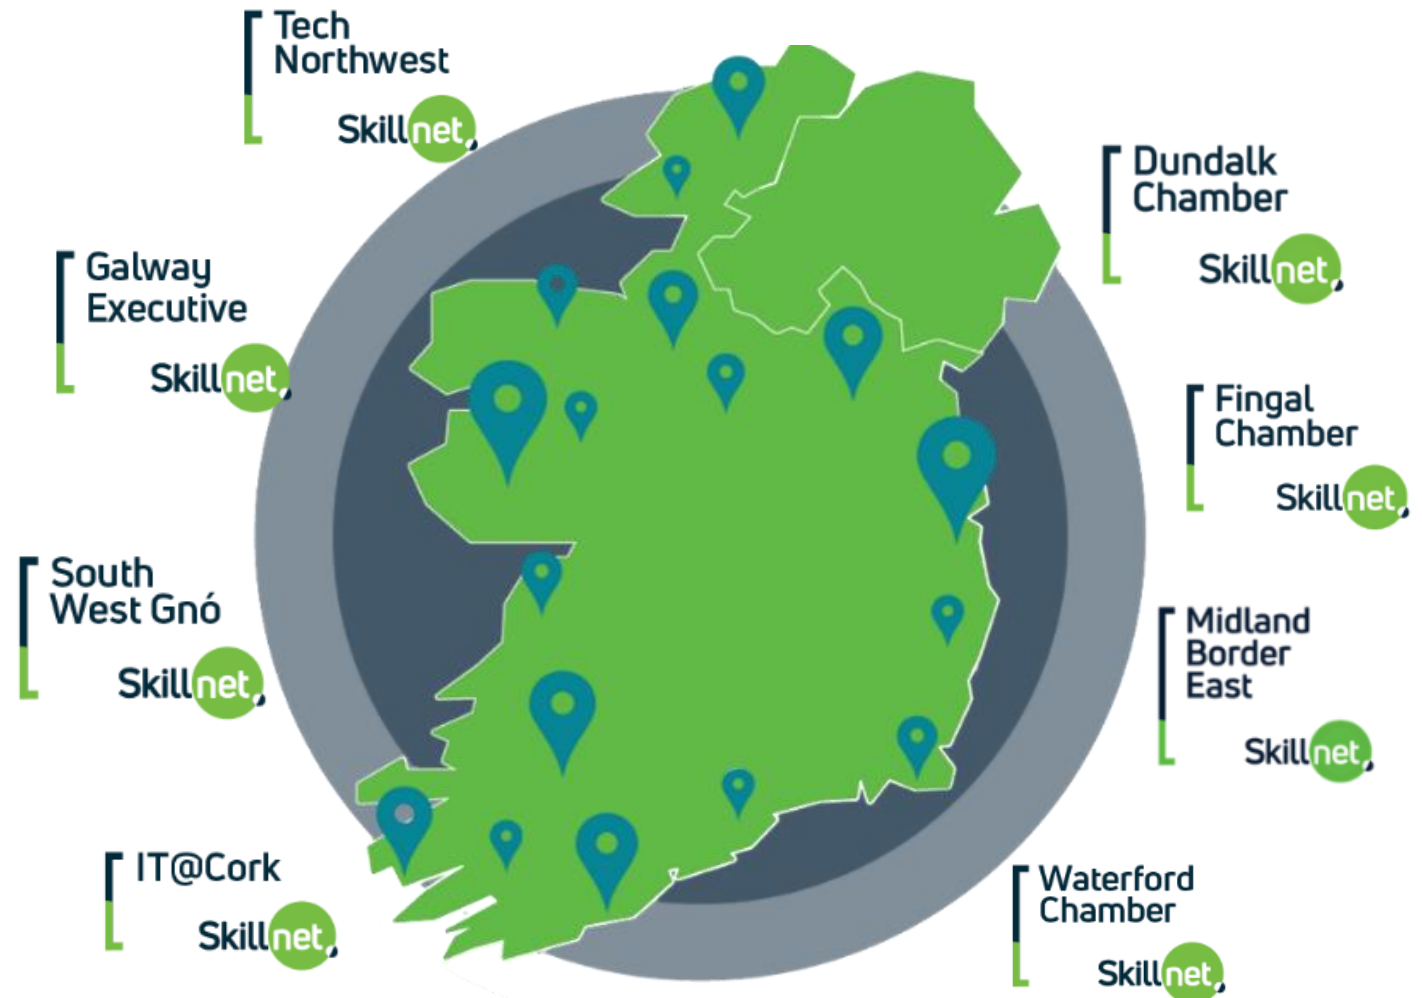 Tech
Northwest
Skillnet
Dundalk
Chamber
Skillnet
Galway
Executive
Skillnet
Fingal
Chamber
Skillnet
South
West Gnó
Skillnet
Midland
Border
East
Skillnet
IT@Cork
Skillnet
Waterford
Chamber
Skillnet